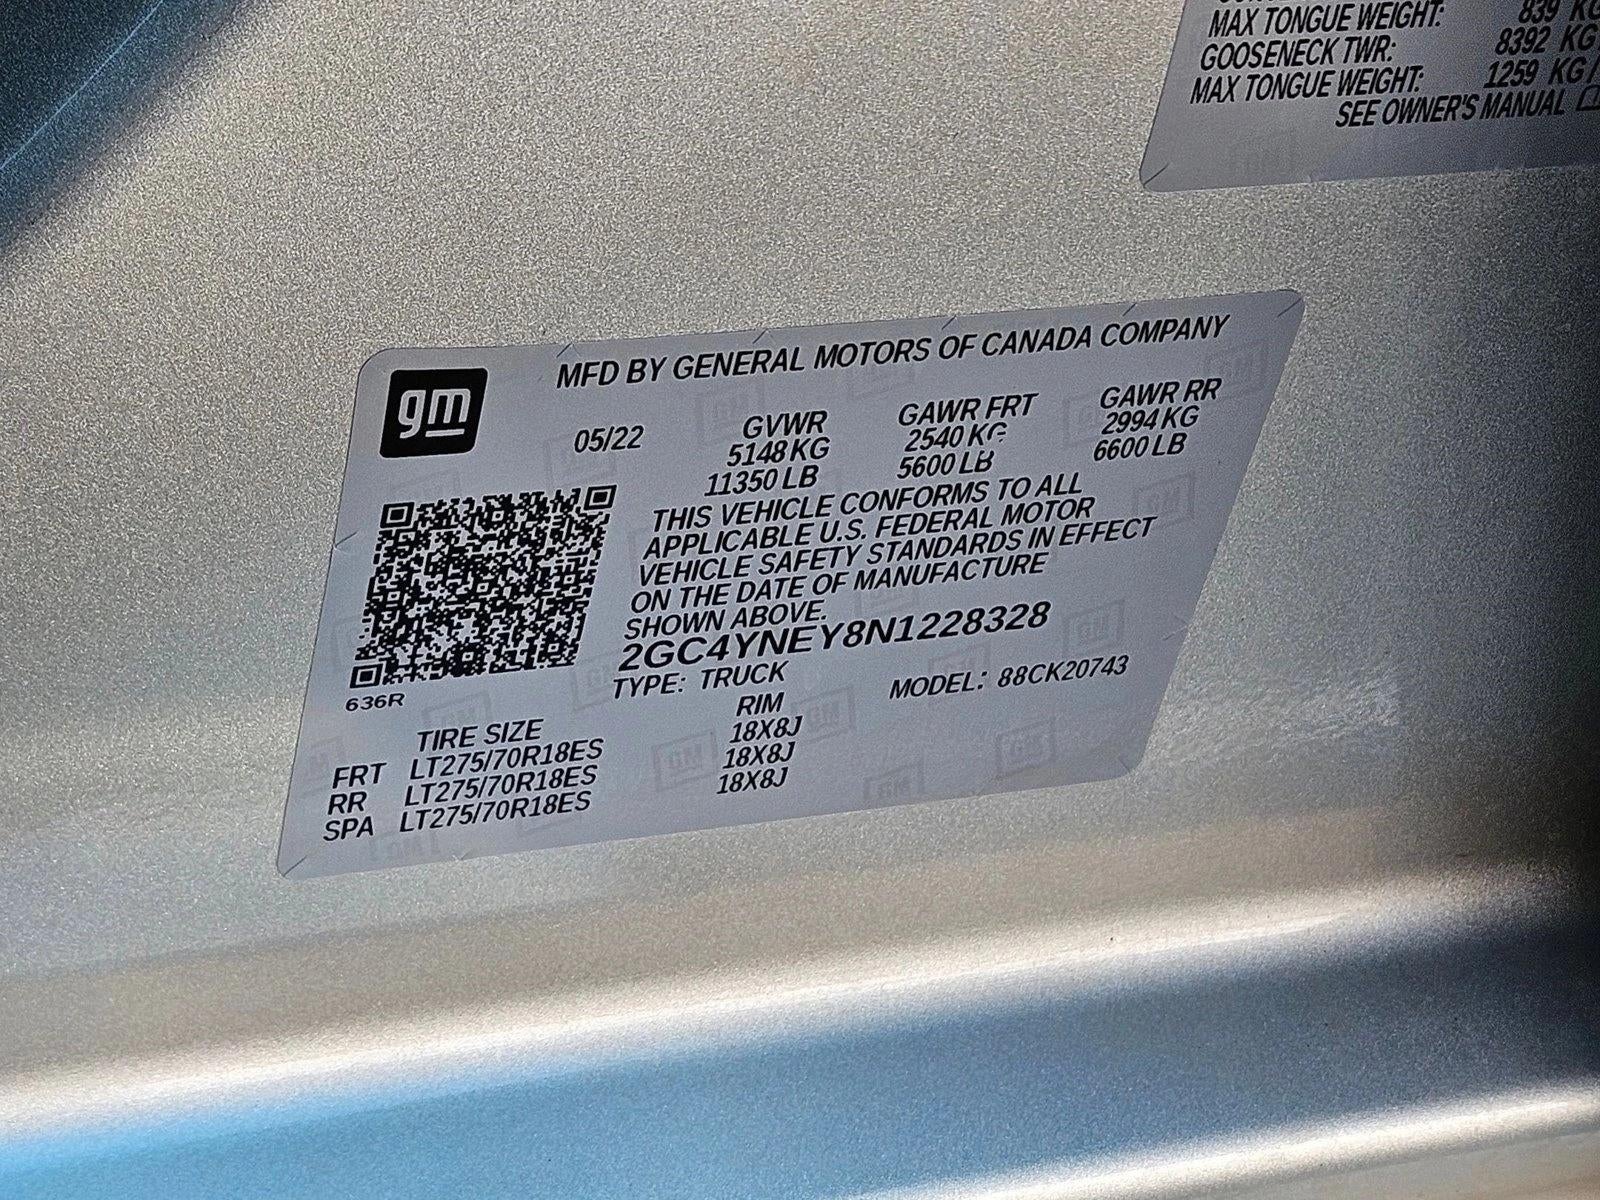 MAX TONGUE WEIGHT: 839 KG
GOOSENECK TWR: 8392 KG
MAX TONGUE WEIGHT: 1259 KG/
SEE OWNER'S MANUAL
gm
MFD BY GENERAL MOTORS OF CANADA COMPANY
05/22 GVWR GAWR FRT GAWR RR
5148 KG 2540 KG 2994 KG
11350 LB 5600 LB 6600 LB
THIS VEHICLE CONFORMS TO ALL
APPLICABLE U.S. FEDERAL MOTOR
VEHICLE SAFETY STANDARDS IN EFFECT
ON THE DATE OF MANUFACTURE
SHOWN ABOVE.
2GC4YNEY8N1228328
TYPE: TRUCK MODEL: 88CK20743
636R
TIRE SIZE RIM
FRT LT275/70R18ES 18X8J
RR LT275/70R18ES 18X8J
SPA LT275/70R18ES 18X8J